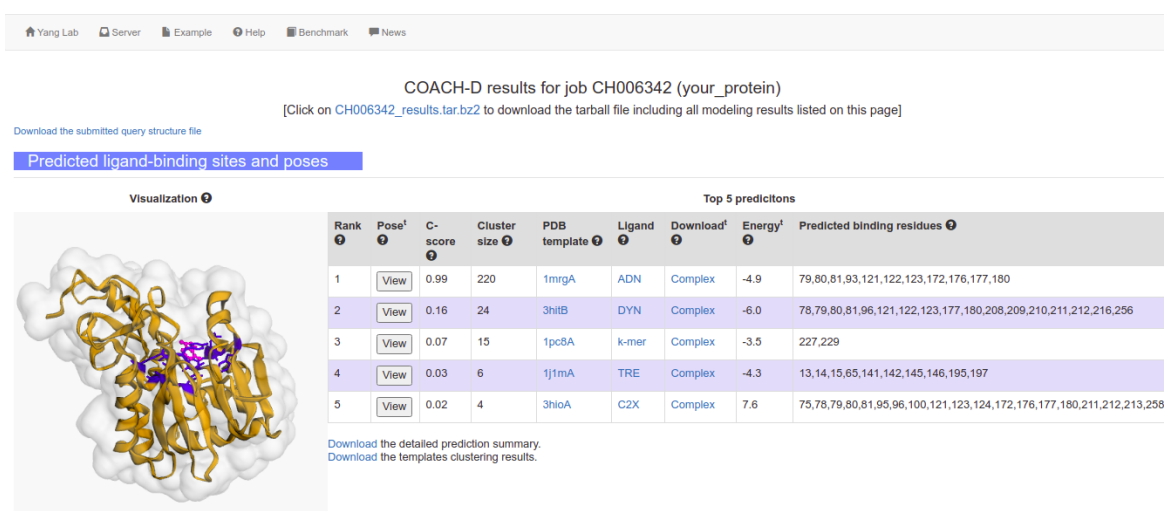 Yang Lab Server Example Help Benchmark News
COACH-D results for job CH006342 (your_protein)
[Click on CH006342_results.tar.bz2 to download the tarball file including all modeling results listed on this page]
Download the submitted query structure file
Predicted ligand-binding sites and poses
Visualization
Top 5 predicitons
Rank Pose† C-score Cluster size PDB template Ligand Download† Energy† Predicted binding residues
1 View 0.99 220 1mrgA ADN Complex -4.9 79,80,81,93,121,122,123,172,176,177,180
2 View 0.16 24 3hitB DYN Complex -6.0 78,79,80,81,96,121,122,123,177,180,208,209,210,211,212,216,256
3 View 0.07 15 1pc8A k-mer -3.5 227,229
Complex
4 View 0.03 6 1j1mA TRE Complex -4.3 13,14,15,65,141,142,145,146,195,197
5 View 0.02 4 3hioA C2X Complex 7.6 75,78,79,80,81,95,96,100,121,123,124,172,176,177,180,211,212,213,258
Download the detailed prediction summary.
Download the templates clustering results.